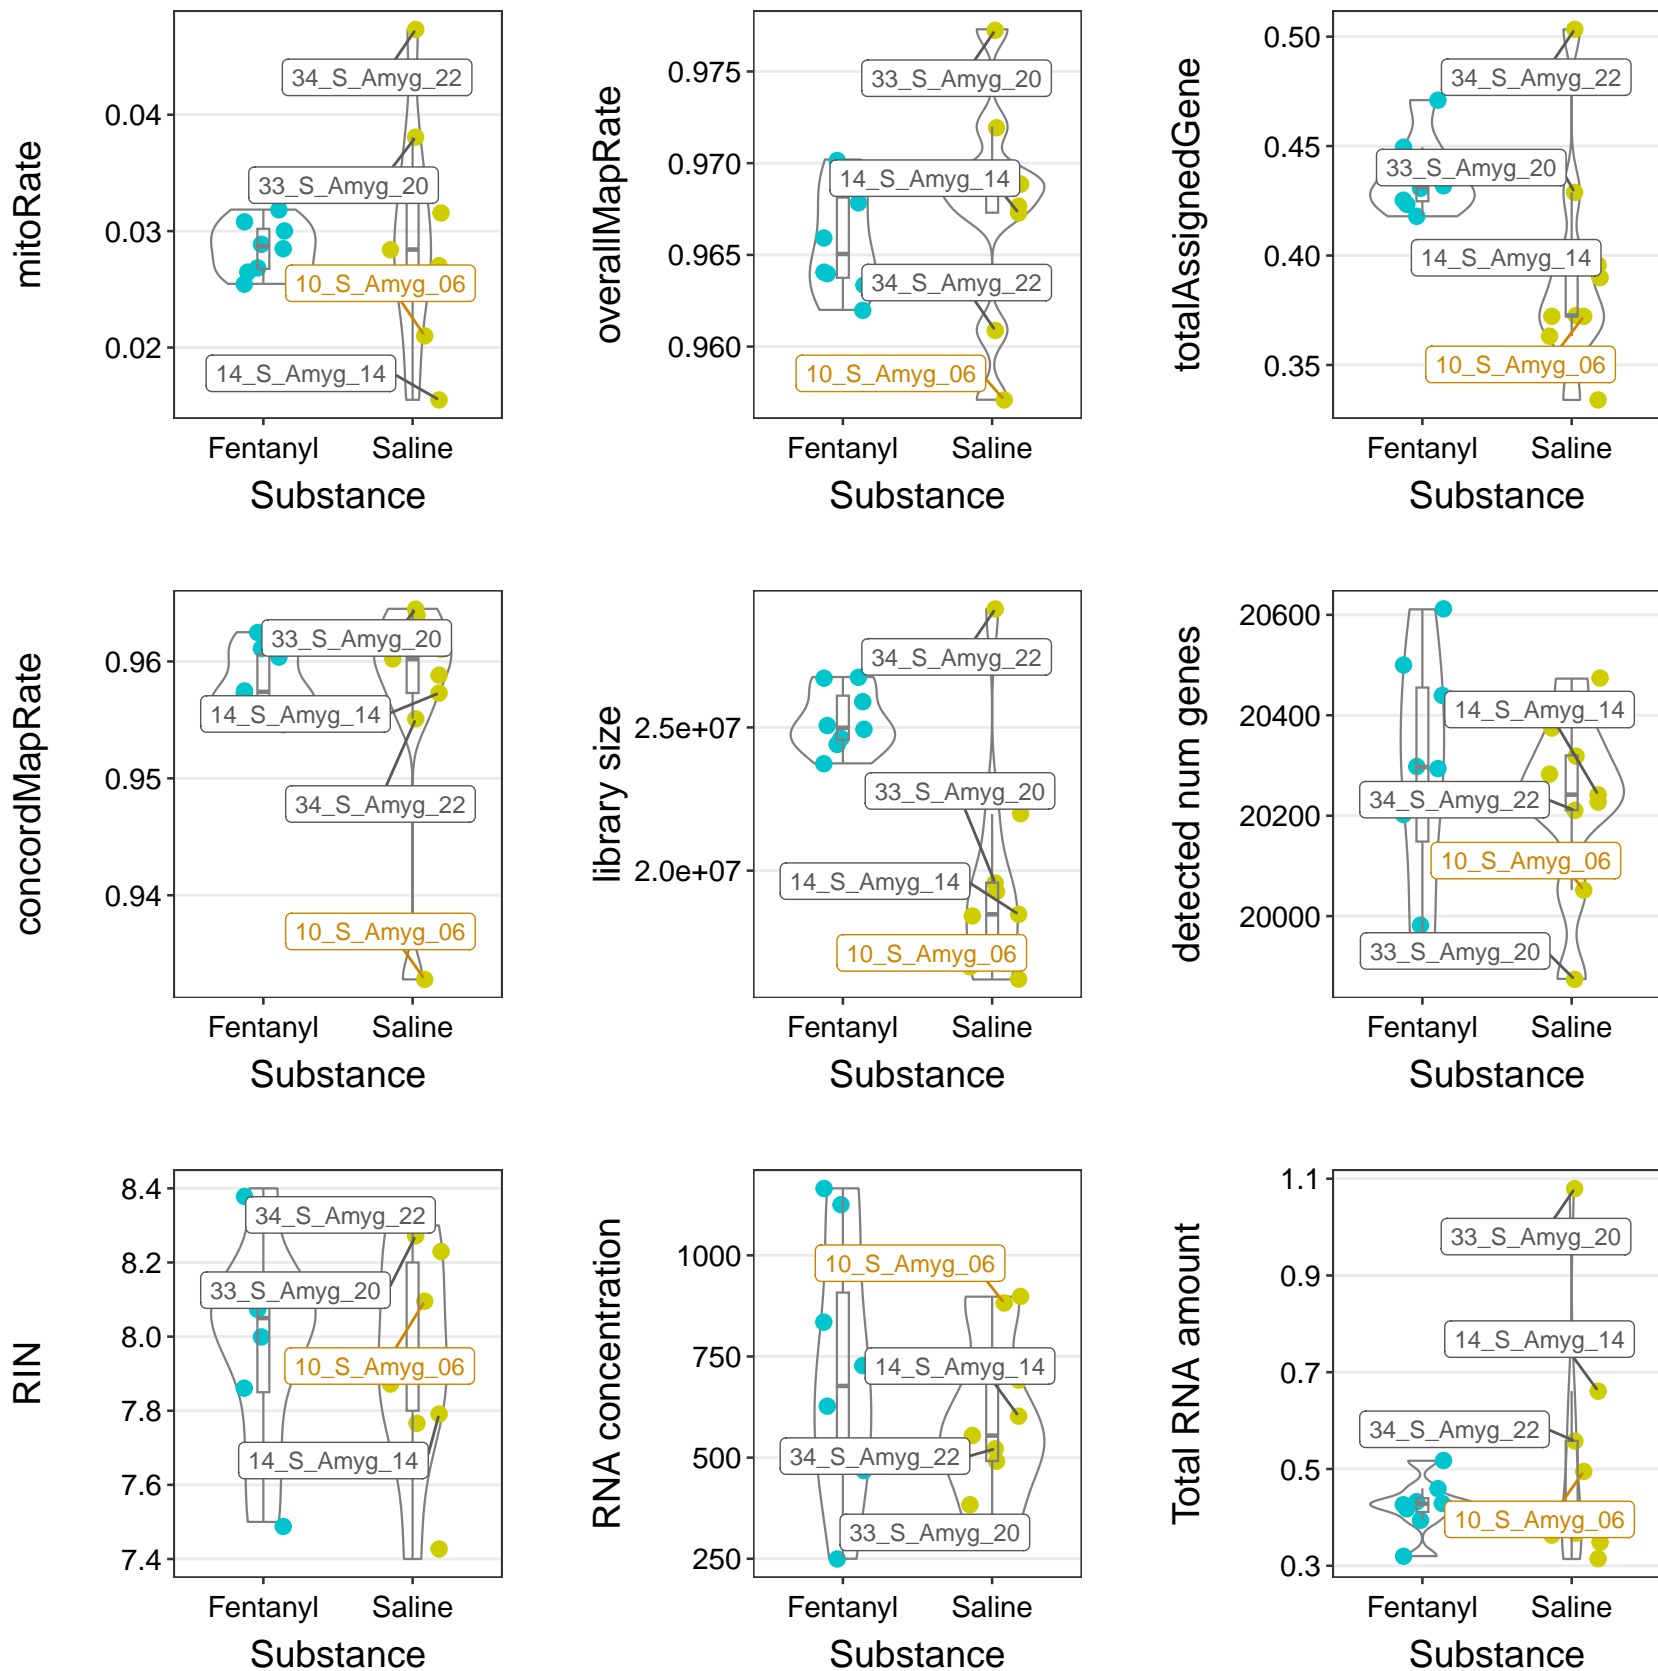 mitoRate
0.04
0.03
0.02
34_S_Amyg_22
33_S_Amyg_20
10_S_Amyg_06
14_S_Amyg_14
Fentanyl Saline
Substance
overallMapRate
0.975
0.970
0.965
0.960
33_S_Amyg_20
14_S_Amyg_14
34_S_Amyg_22
10_S_Amyg_06
Fentanyl Saline
Substance
totalAssignedGene
0.50
0.45
0.40
0.35
34_S_Amyg_22
33_S_Amyg_20
14_S_Amyg_14
10_S_Amyg_06
Fentanyl Saline
Substance
concordMapRate
0.96
0.95
0.94
33_S_Amyg_20
14_S_Amyg_14
34_S_Amyg_22
10_S_Amyg_06
Fentanyl Saline
Substance
library size
2.5e+07
2.0e+07
34_S_Amyg_22
33_S_Amyg_20
14_S_Amyg_14
10_S_Amyg_06
Fentanyl Saline
Substance
detected num genes
20600
20400
20200
20000
14_S_Amyg_14
34_S_Amyg_22
10_S_Amyg_06
33_S_Amyg_20
Fentanyl Saline
Substance
RIN
8.4
8.2
8.0
7.8
7.6
7.4
34_S_Amyg_22
33_S_Amyg_20
10_S_Amyg_06
14_S_Amyg_14
Fentanyl Saline
Substance
RNA concentration
1000
750
500
250
10_S_Amyg_06
14_S_Amyg_14
34_S_Amyg_22
33_S_Amyg_20
Fentanyl Saline
Substance
Total RNA amount
1.1
0.9
0.7
0.5
0.3
33_S_Amyg_20
14_S_Amyg_14
34_S_Amyg_22
10_S_Amyg_06
Fentanyl Saline
Substance